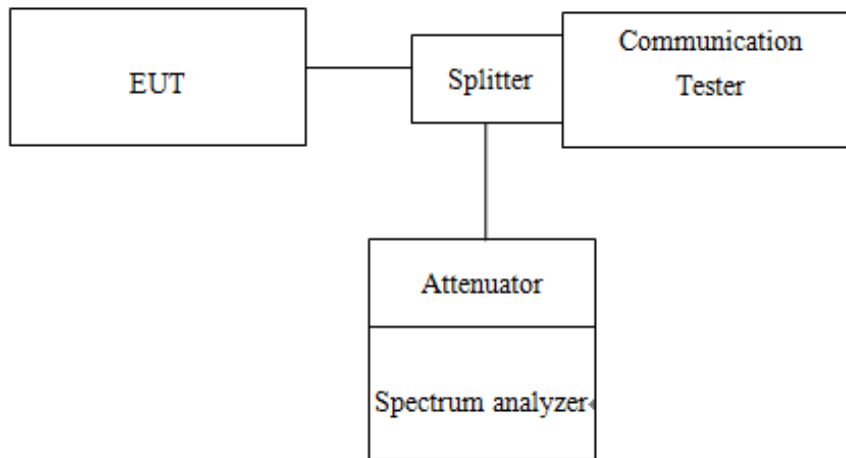 EUT
Splitter
Communication
Tester
Attenuator
Spectrum analyzer